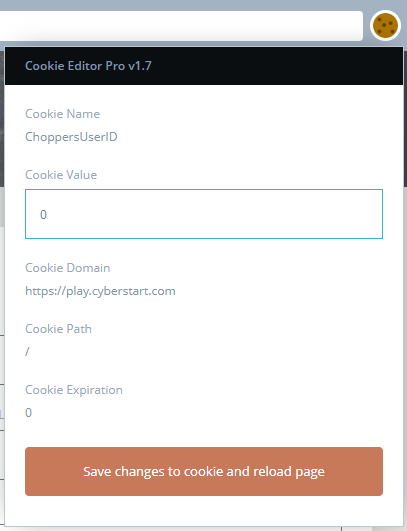 Cookie Editor Pro v1.7
Cookie Name
ChoppersUserID
Cookie Value
0
Cookie Domain
https://play.cyberstart.com
Cookie Path
/
Cookie Expiration
0
Save changes to cookie and reload page